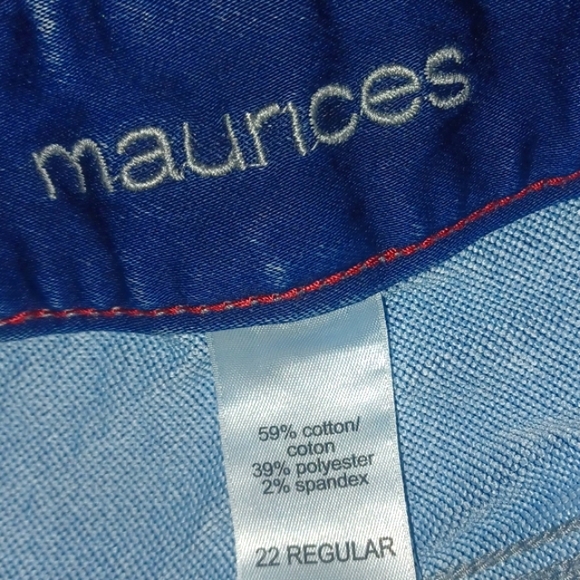 maurices
59% cotton/
coton
39% polyester
2% spandex
22 REGULAR